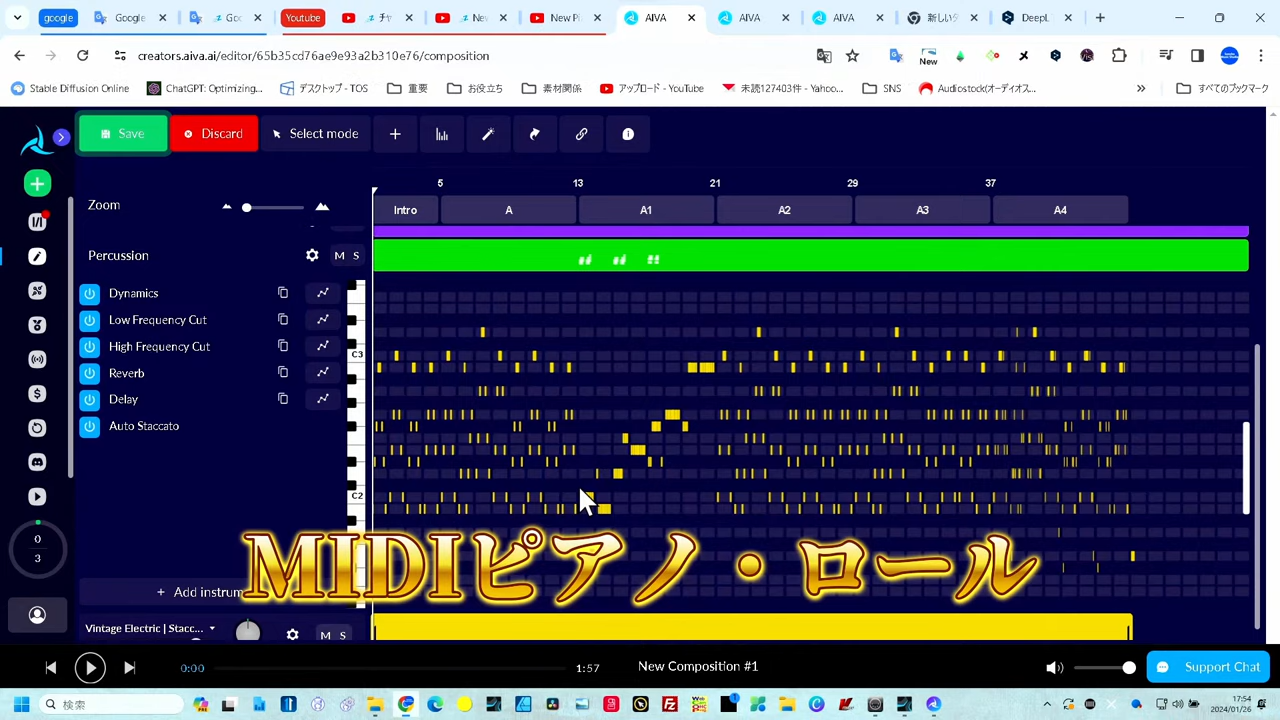 google
Google
Goc
Youtube
チャ
Nev
New Pi
AIVA
AIVA
AIVA
新しいタ
DeepL
creators.aiva.ai/editor/65b35cd76ae9e93a2b310e76/composition
New
Stable Diffusion Online
ChatGPT: Optimizing...
デスクトップ - TOS
重要
お役立ち
素材関係
アップロード - YouTube
未読127403件 - Yahoo...
SNS
Audiostock(オーディオス...
»
すべてのブックマーク
Save
Discard
Select mode
5
13
21
29
37
Zoom
Intro
A
A1
A2
A3
A4
Percussion
M S
Dynamics
Low Frequency Cut
High Frequency Cut
Reverb
Delay
Auto Staccato
C3
C2
0
3
+ Add instrum
MIDIピアノ・ロール
Vintage Electric | Stacc...
M S
0:00
1:57
New Composition #1
Support Chat
検索
17:54
2024/01/26